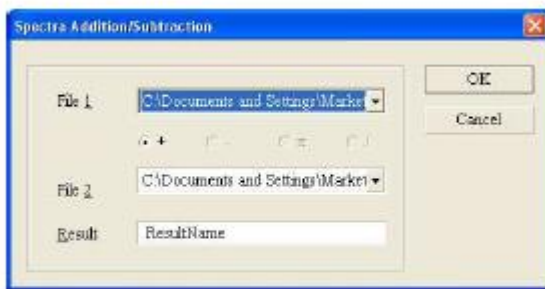 Spectra Addition/Subtraction
File 1
C:\Documents and Settings\Market
OK
Cancel
+
-
File 2
C:\Documents and Settings\Market
Result
ResultName